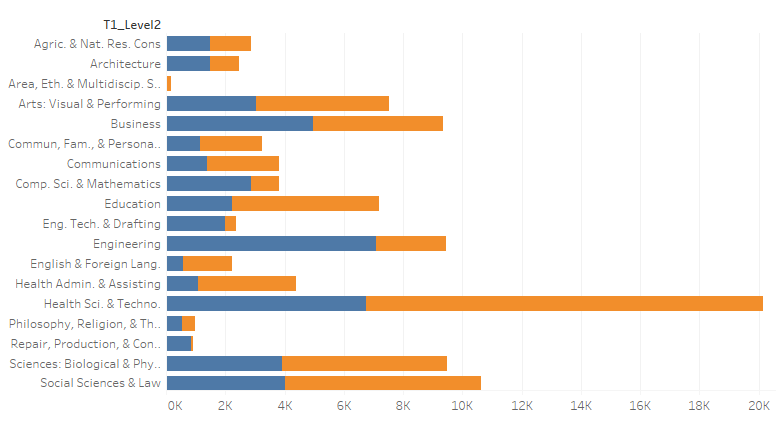 T1_Level2
Agric. & Nat. Res. Cons
Architecture
Area, Eth. & Multidiscip. S..
Arts: Visual & Performing
Business
Commun, Fam., & Persona..
Communications
Comp. Sci. & Mathematics
Education
Eng. Tech. & Drafting
Engineering
English & Foreign Lang.
Health Admin. & Assisting
Health Sci. & Techno.
Philosophy, Religion, & Th..
Repair, Production, & Con..
Sciences: Biological & Phy..
Social Sciences & Law
0K 2K 4K 6K 8K 10K 12K 14K 16K 18K 20K